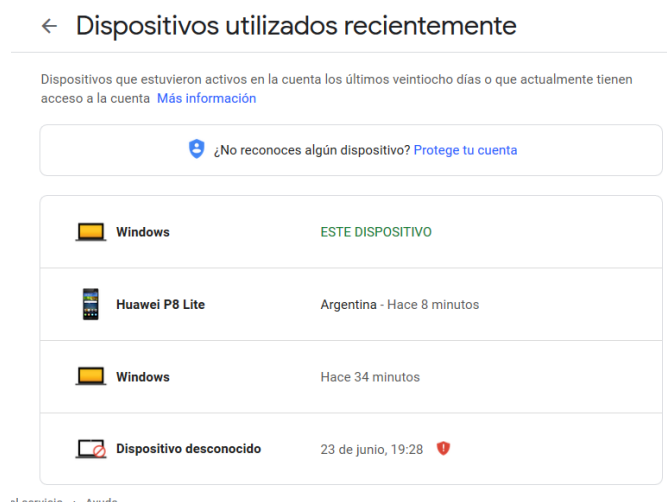 Dispositivos utilizados recientemente
Dispositivos que estuvieron activos en la cuenta los últimos veintiocho días o que actualmente tienen
acceso a la cuenta Más información
¿No reconoces algún dispositivo? Protege tu cuenta
Windows ESTE DISPOSITIVO
Huawei P8 Lite Argentina - Hace 8 minutos
Windows Hace 34 minutos
Dispositivo desconocido 23 de junio, 19:28